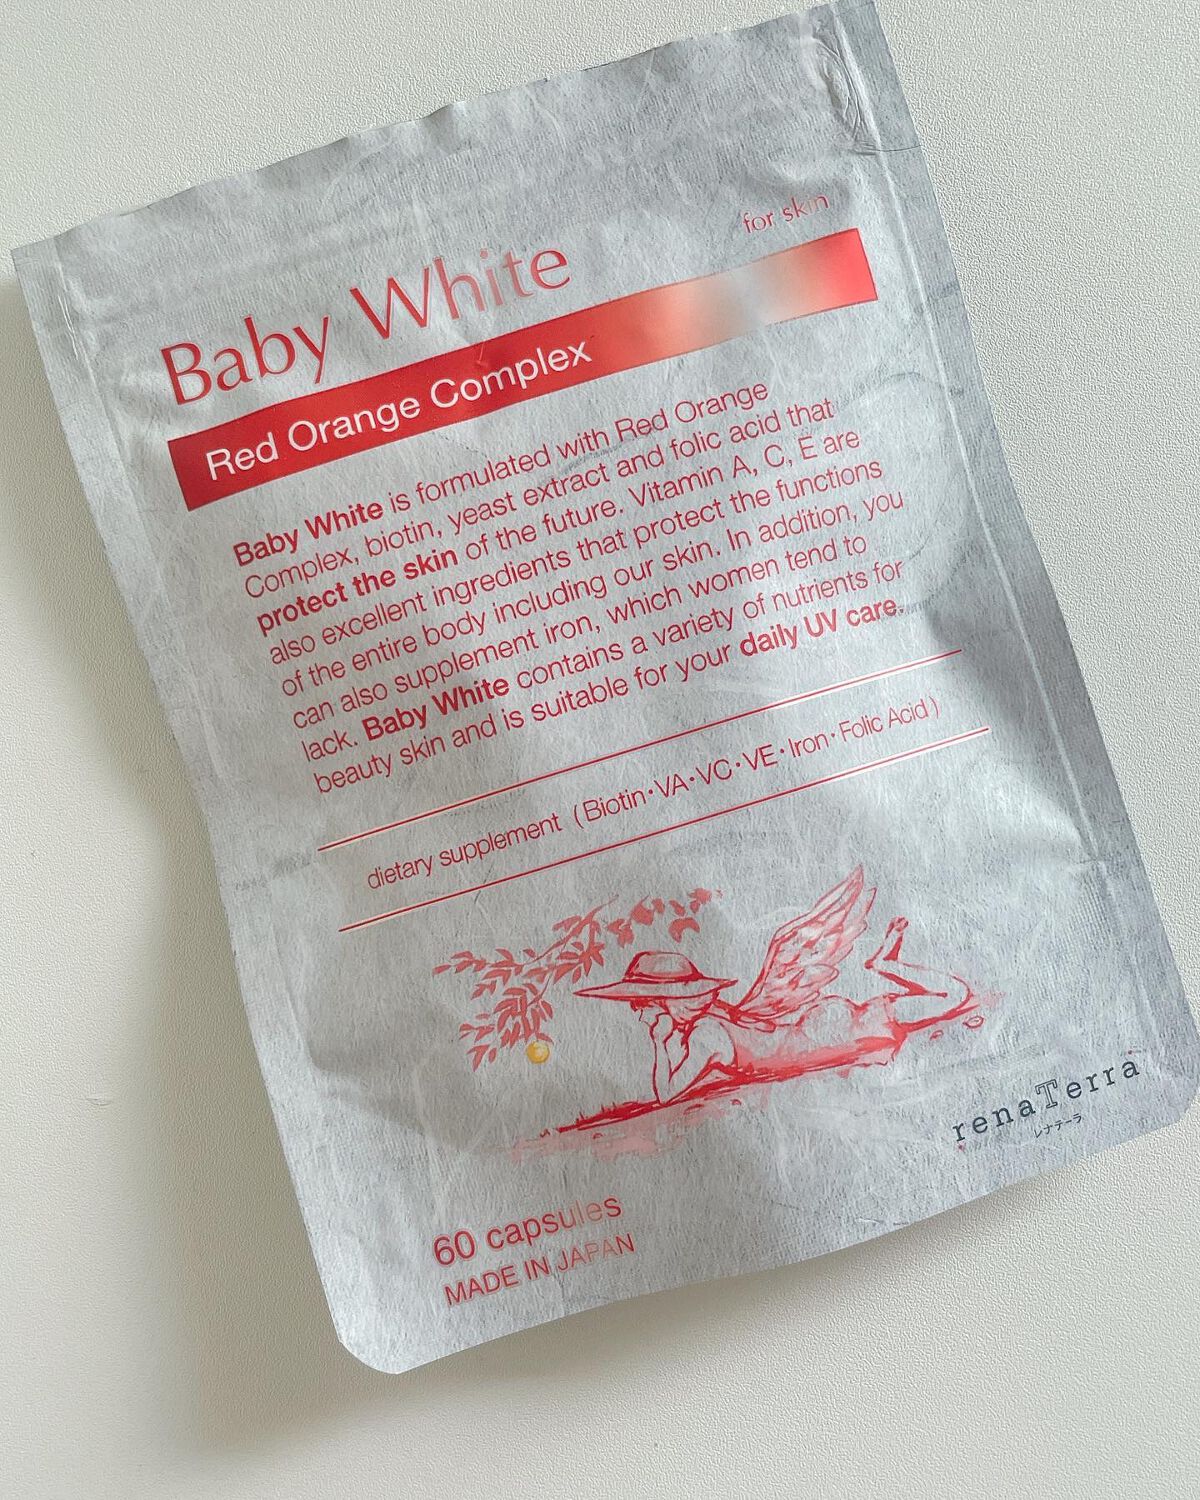 for skin
Baby White
Red Orange Complex
Baby White is formulated with Red Orange
Complex, biotin, yeast extract and folic acid that
protect the skin of the future. Vitamin A, C, E are
also excellent ingredients that protect the functions
of the entire body including our skin. In addition, you
can also supplement iron, which women tend to
lack. Baby White contains a variety of nutrients for
beauty skin and is suitable for your daily UV care.
dietary supplement (Biotin・VA・VC・VE・Iron・Folic Acid)
renaTerra
レナテーラ
60 capsules
MADE IN JAPAN